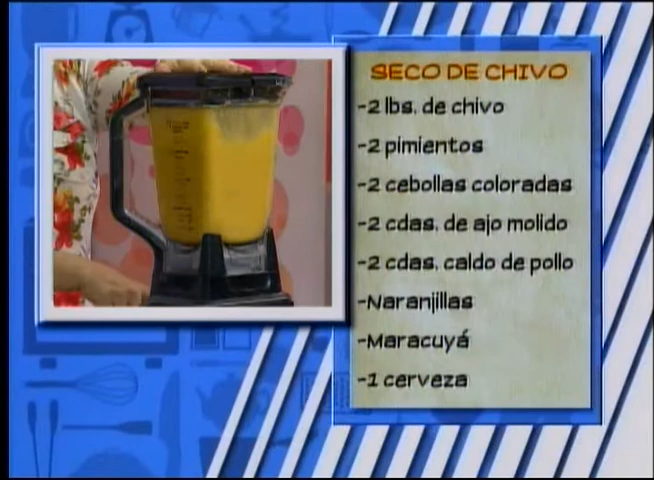 SECO DE CHIVO
-2 lbs. de chivo
-2 pimientos
-2 cebollas coloradas
-2 cdas. de ajo molido
-2 cdas. caldo de pollo
-Naranjillas
-Maracuyá
-1 cerveza